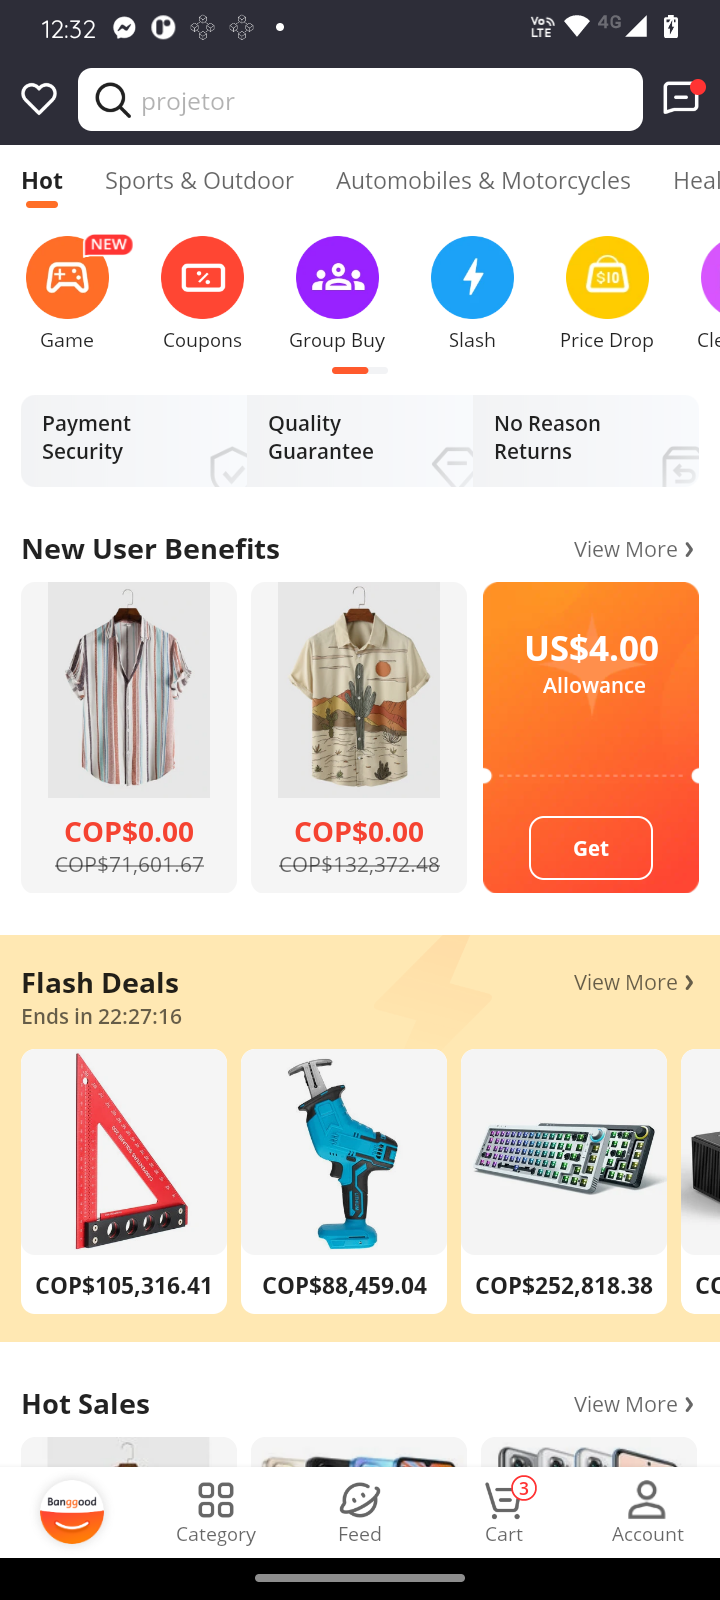 12:32
Vo
LTE
4G
projetor
Hot
Sports & Outdoor
Automobiles & Motorcycles
Heal
NEW
$10
Game
Coupons
Group Buy
Slash
Price Drop
Cle
Payment
Security
Quality
Guarantee
No Reason
Returns
New User Benefits
View More
US$4.00
Allowance
Get
COP$0.00
COP$71,601.67
COP$0.00
COP$132,372.48
Flash Deals
View More
Ends in 22:27:16
COP$105,316.41
COP$88,459.04
COP$252,818.38
CO
Hot Sales
View More
Banggood
3
Category
Feed
Cart
Account